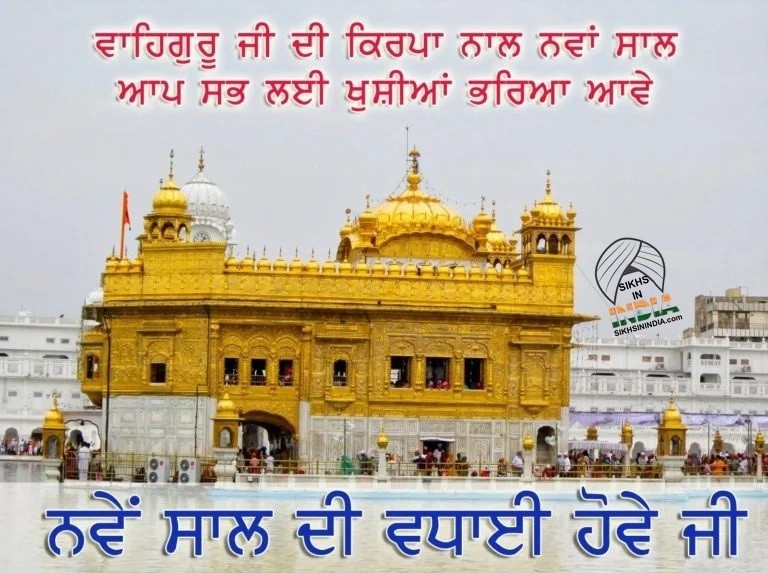 ਵਾਹਿਗੁਰੂ ਜੀ ਦੀ ਕਿਰਪਾ ਨਾਲ ਨਵਾਂ ਸਾਲ
ਆਪ ਸਭ ਲਈ ਖੁਸ਼ੀਆਂ ਭਰਿਆ ਆਵੇ
SIKHS
IN
INDIA
SIKHSININDIA.com
ਨਵੇਂ ਸਾਲ ਦੀ ਵਧਾਈ ਹੋਵੇ ਜੀ